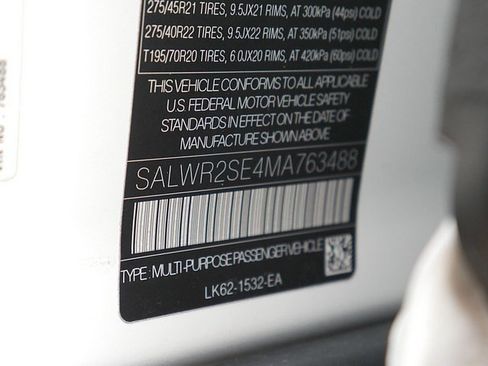 275/45R21 TIRES, 9.5JX21 RIMS, AT 300kPa (44psi) COLD
275/40R22 TIRES, 9.5JX22 RIMS, AT 350kPa (51psi) COLD
T195/70R20 TIRES, 6.0JX20 RIMS, AT 420kPa (60psi) COLD
THIS VEHICLE CONFORMS TO ALL APPLICABLE
U.S. FEDERAL MOTOR VEHICLE SAFETY
STANDARDS IN EFFECT ON THE DATE OF
MANUFACTURE SHOWN ABOVE
SALWR2SE4MA763488
TYPE : MULTI-PURPOSE PASSENGER VEHICLE
LK62-1532-EA
VIN NO : 763488